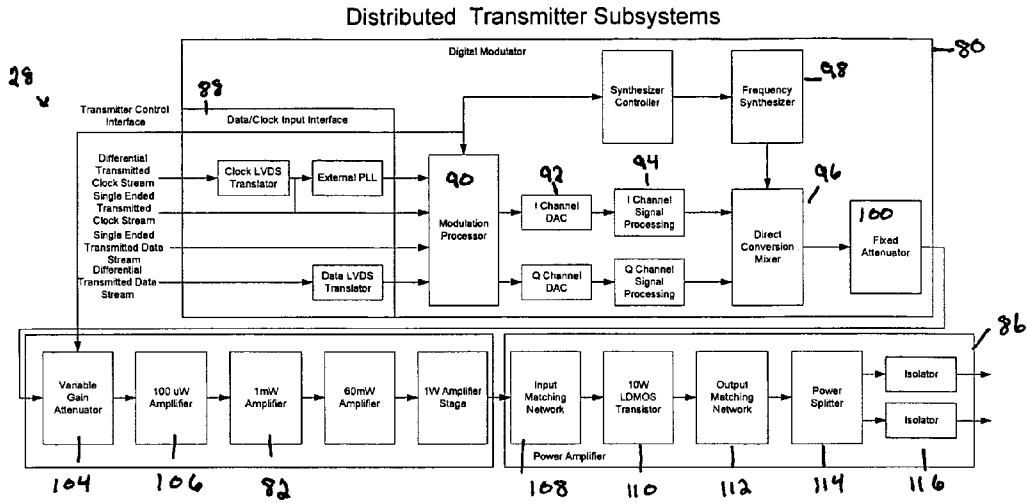 Distributed Transmitter Subsystems
Digital Modutator
80
28
88
Transmitter Control
Interface
Data/Clock Input Interface
Synthesizer
Controller
Frequency
Synthesizer
98
Differential
Transmitted
Clock Stream
Single Ended
Transmitted
Clock Stream
Single Ended
Transmitted Data
Stream
Differential
Transmitted Data
Stream
Clock LVDS
Translator
External PLL
Data LVDS
Translator
90
Modulation
Processor
92
I Channel
DAC
94
I Channel
Signal
Processing
Q Channel
DAC
Q Channel
Signal
Processing
96
Direct
Conversion
Mixer
100
Fixed
Attenuator
86
Variable
Gain
Attenuator
100 uW
Amplilifier
1mW
Amplifier
60mW
Amplifier
1W Amplifier
Stage
Input
Matching
Network
10W
LDMOS
Transistor
Output
Matching
Network
Power
Splitter
Isolator
Isolator
Power Amplifier
104
106
82
108
110
112
114
116